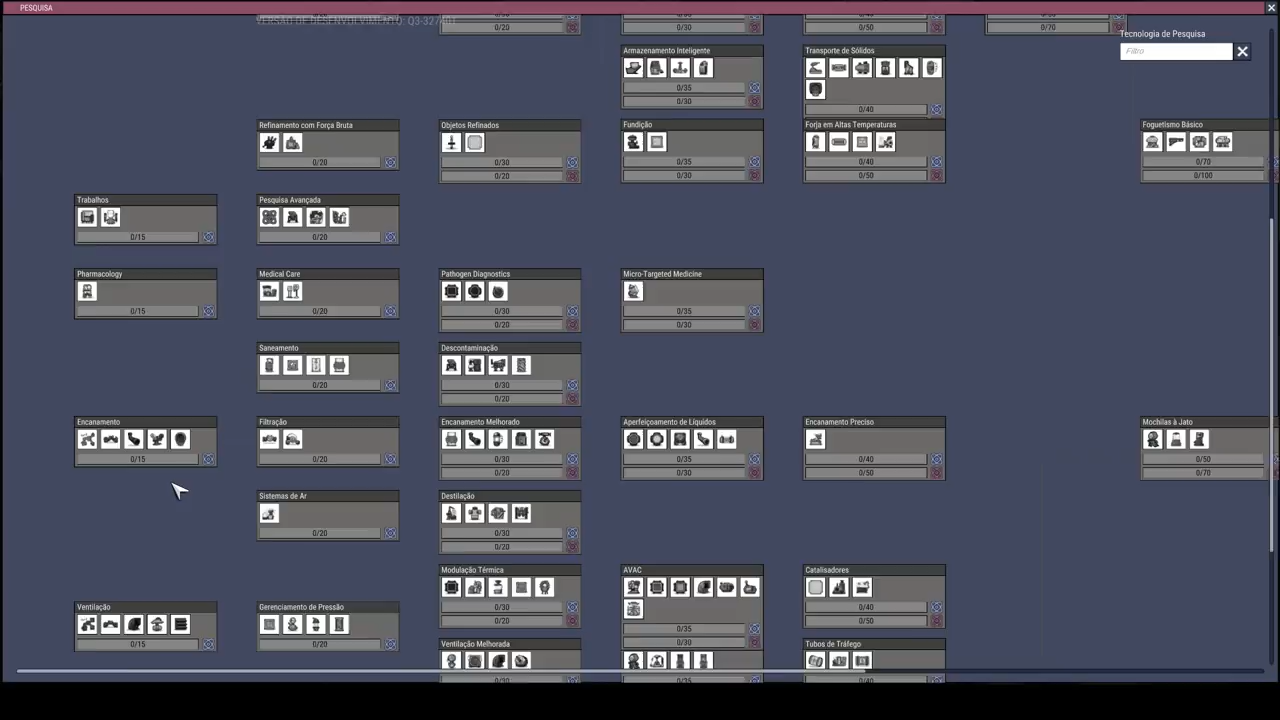 PESQUISA
VERSÃO DE DESENVOLVIMENTO: Q3-327401
0/20
0/50
0/70
Tecnologia de Pesquisa
Filtro
Armazenamento Inteligente
0/35
0/30
Transporte de Sólidos
0/40
Refinamento com Força Bruta
0/20
Objetos Refinados
0/30
0/20
Fundição
0/35
0/30
Forja em Altas Temperaturas
0/40
0/50
Foguetismo Básico
0/70
0/100
Trabalhos
0/15
Pesquisa Avançada
0/20
Pharmacology
0/15
Medical Care
0/20
Pathogen Diagnostics
0/30
0/20
Micro-Targeted Medicine
0/35
0/30
Saneamento
0/20
Descontaminação
0/30
0/20
Encanamento
0/15
Filtração
0/20
Encanamento Melhorado
0/30
0/20
Aperfeiçoamento de Líquidos
0/35
0/30
Encanamento Preciso
0/40
0/50
Mochilas à Jato
0/50
0/70
Sistemas de Ar
0/20
Destilação
0/30
0/20
Modulação Térmica
0/30
0/20
AVAC
0/35
0/30
Catalisadores
0/40
0/50
Ventilação
0/15
Gerenciamento de Pressão
0/20
Ventilação Melhorada
Tubos de Tráfego